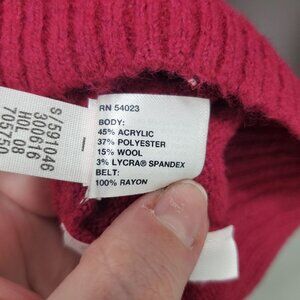 RN 54023
BODY:
45% ACRYLIC
37% POLYESTER
15% WOOL
3% LYCRA® SPANDEX
BELT:
100% RAYON
S/591046
300616
HOL 08
705750